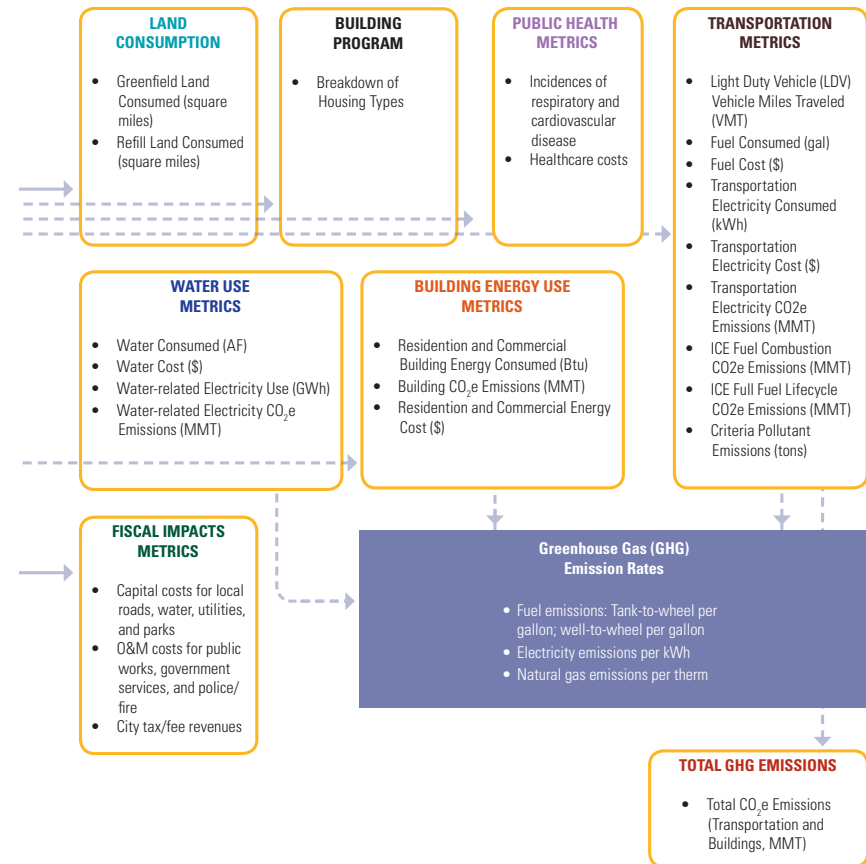 LAND
CONSUMPTION
• Greenfield Land
Consumed (square
miles)
• Refill Land Consumed
(square miles)
BUILDING
PROGRAM
• Breakdown of
Housing Types
PUBLIC HEALTH
METRICS
• Incidences of
respiratory and
cardiovascular
disease
• Healthcare costs
TRANSPORTATION
METRICS
• Light Duty Vehicle (LDV)
Vehicle Miles Traveled
(VMT)
• Fuel Consumed (gal)
• Fuel Cost ($)
• Transportation
Electricity Consumed
(kWh)
• Transportation
Electricity Cost ($)
• Transportation
Electricity CO2e
Emissions (MMT)
• ICE Fuel Combustion
CO2e Emissions (MMT)
• ICE Full Fuel Lifecycle
CO2e Emissions (MMT)
• Criteria Pollutant
Emissions (tons)
WATER USE
METRICS
• Water Consumed (AF)
• Water Cost ($)
• Water-related Electricity Use (GWh)
• Water-related Electricity CO₂e
Emissions (MMT)
BUILDING ENERGY USE
METRICS
• Residention and Commercial
Building Energy Consumed (Btu)
• Building CO₂e Emissions (MMT)
• Residention and Commercial Energy
Cost ($)
FISCAL IMPACTS
METRICS
• Capital costs for local
roads, water, utilities,
and parks
• O&M costs for public
works, government
services, and police/
fire
• City tax/fee revenues
Greenhouse Gas (GHG)
Emission Rates
• Fuel emissions: Tank-to-wheel per
gallon; well-to-wheel per gallon
• Electricity emissions per kWh
• Natural gas emissions per therm
TOTAL GHG EMISSIONS
• Total CO₂e Emissions
(Transportation and
Buildings, MMT)